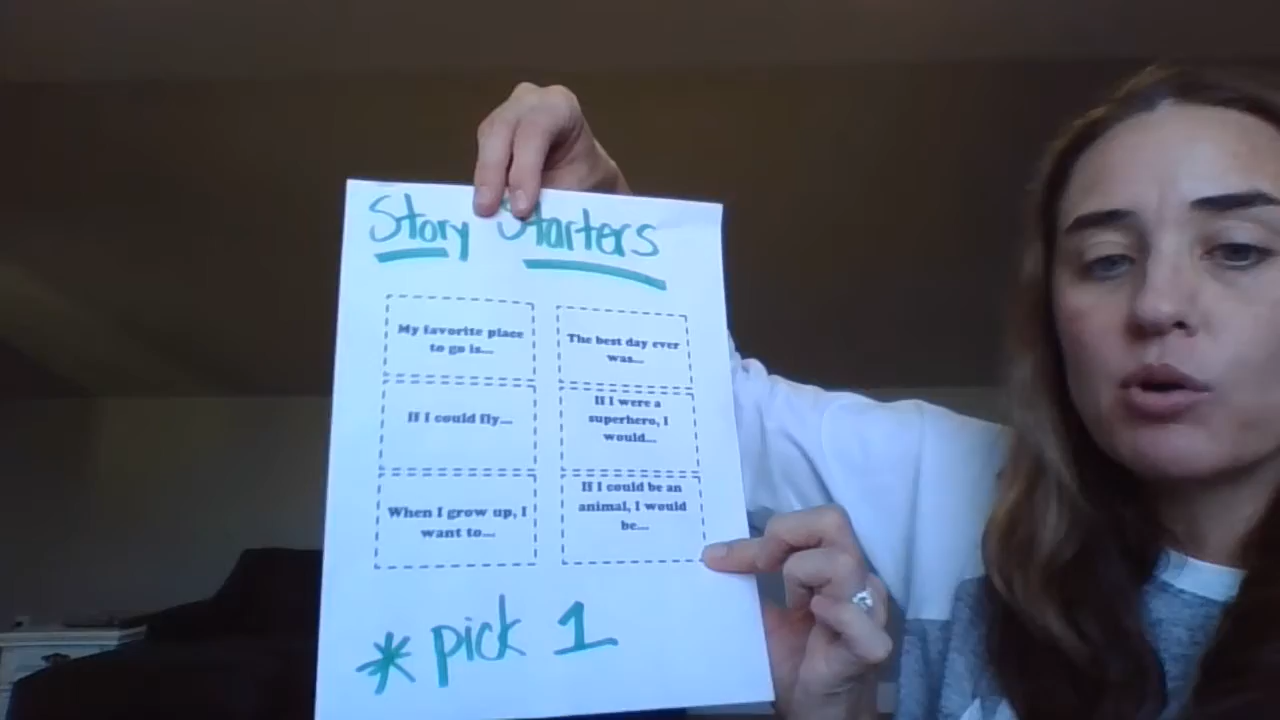 Story Starters
My favorite place
to go is...
The best day ever
was...
If I could fly...
If I were a
superhero, I
would...
When I grow up, I
want to...
If I could be an
animal, I would
be...
* pick 1